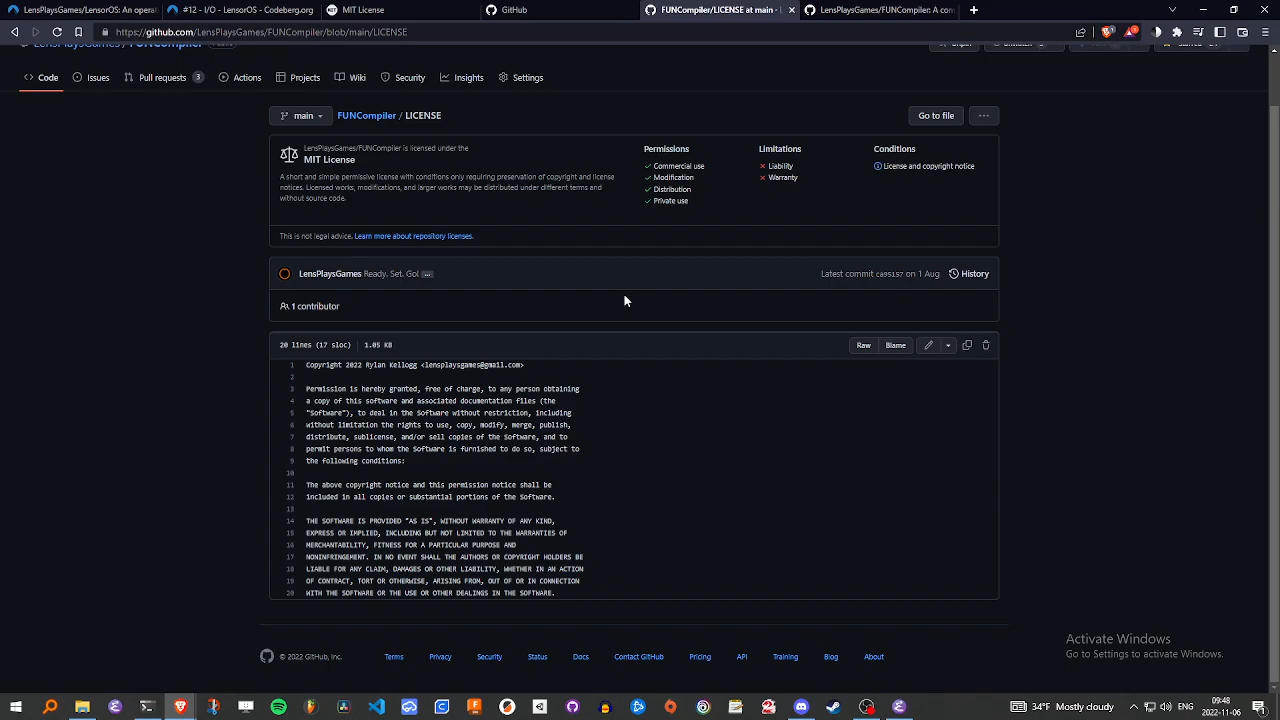 LensPlaysGames/LensorOS: An operat
#12 - I/O - LensorOS - Codeberg.org
MIT License
GitHub
FUNCompiler/LICENSE at main · L
LensPlaysGames/FUNCompiler: A com
https://github.com/LensPlaysGames/FUNCompiler/blob/main/LICENSE
LensPlaysGames / FUNCompiler
Code
Issues
Pull requests 3
Actions
Projects
Wiki
Security
Insights
Settings
main
FUNCompiler / LICENSE
Go to file
LensPlaysGames/FUNCompiler is licensed under the
MIT License
A short and simple permissive license with conditions only requiring preservation of copyright and license
notices. Licensed works, modifications, and larger works may be distributed under different terms and
without source code.
Permissions
Commercial use
Modification
Distribution
Private use
Limitations
Liability
Warranty
Conditions
License and copyright notice
This is not legal advice. Learn more about repository licenses.
LensPlaysGames Ready. Set. Go! ...
Latest commit ca95157 on 1 Aug
History
1 contributor
20 lines (17 sloc) 1.05 KB
Raw
Blame
1 Copyright 2022 Rylan Kellogg <lensplaysgames@gmail.com>
2
3 Permission is hereby granted, free of charge, to any person obtaining
4 a copy of this software and associated documentation files (the
5 "Software"), to deal in the Software without restriction, including
6 without limitation the rights to use, copy, modify, merge, publish,
7 distribute, sublicense, and/or sell copies of the Software, and to
8 permit persons to whom the Software is furnished to do so, subject to
9 the following conditions:
10
11 The above copyright notice and this permission notice shall be
12 included in all copies or substantial portions of the Software.
13
14 THE SOFTWARE IS PROVIDED "AS IS", WITHOUT WARRANTY OF ANY KIND,
15 EXPRESS OR IMPLIED, INCLUDING BUT NOT LIMITED TO THE WARRANTIES OF
16 MERCHANTABILITY, FITNESS FOR A PARTICULAR PURPOSE AND
17 NONINFRINGEMENT. IN NO EVENT SHALL THE AUTHORS OR COPYRIGHT HOLDERS BE
18 LIABLE FOR ANY CLAIM, DAMAGES OR OTHER LIABILITY, WHETHER IN AN ACTION
19 OF CONTRACT, TORT OR OTHERWISE, ARISING FROM, OUT OF OR IN CONNECTION
20 WITH THE SOFTWARE OR THE USE OR OTHER DEALINGS IN THE SOFTWARE.
© 2022 GitHub, Inc.
Terms
Privacy
Security
Status
Docs
Contact GitHub
Pricing
API
Training
Blog
About
Activate Windows
Go to Settings to activate Windows.
34°F Mostly cloudy
ENG
09:48
2022-11-06